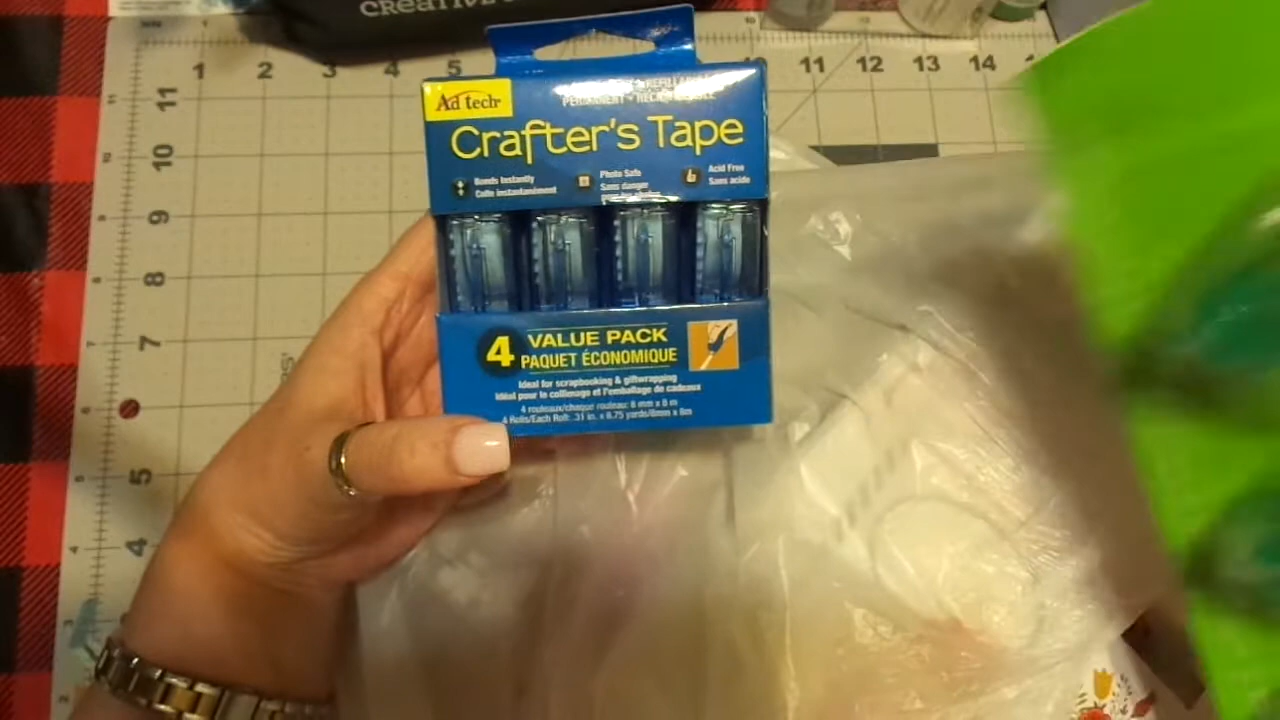 CREATIVE
1 2 3 4 5 10 11 12 13 14
11
10
9
8
7
5
4
Ad tech
PERMANENT
Crafter's Tape
Bonds Instantly
Colle instantanément
Photo Safe
Sans danger
Acid Free
Sans acide
4
VALUE PACK
PAQUET ÉCONOMIQUE
Ideal for scrapbooking & giftwrapping
Idéal pour le collimage et l'emballage de cadeaux
4 rouleaux/chaque rouleau: 8 mm x 8 m
4 Rolls/Each Roll: .31 in. x 8.75 yards/8mm x 8m